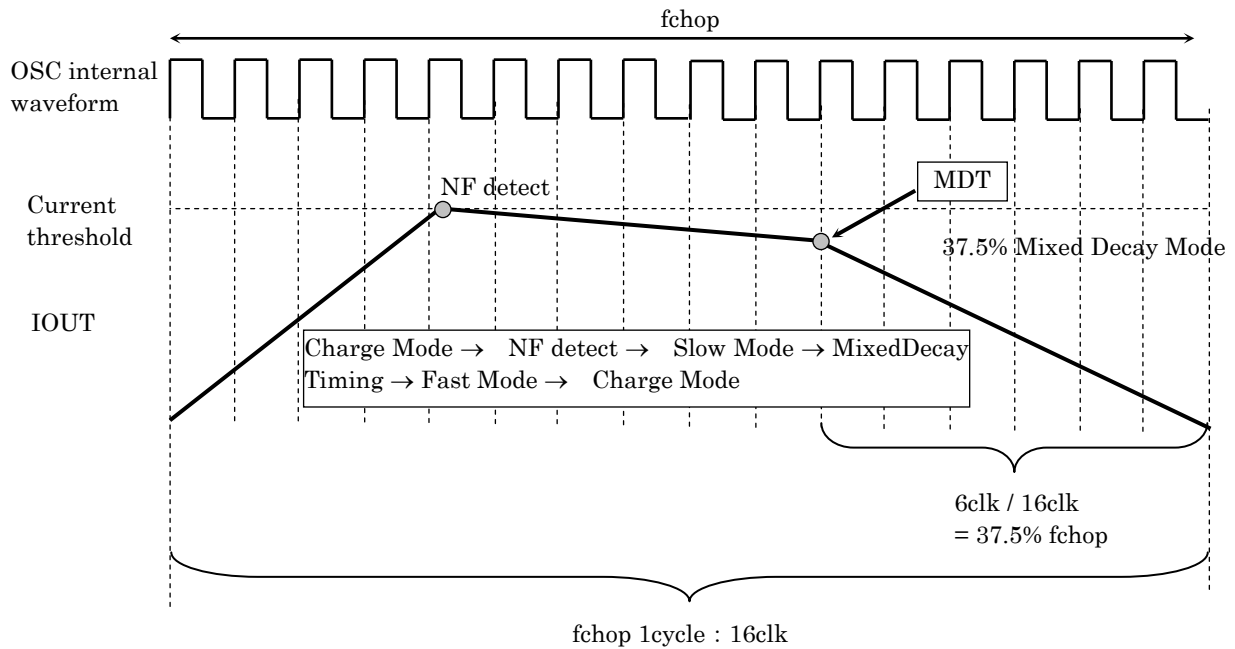 fchop
OSC internal
waveform
NF detect
MDT
Current
threshold
37.5% Mixed Decay Mode
IOUT
Charge Mode → NF detect → Slow Mode → MixedDecay
Timing → Fast Mode → Charge Mode
6clk / 16clk
= 37.5% fchop
fchop 1cycle : 16clk